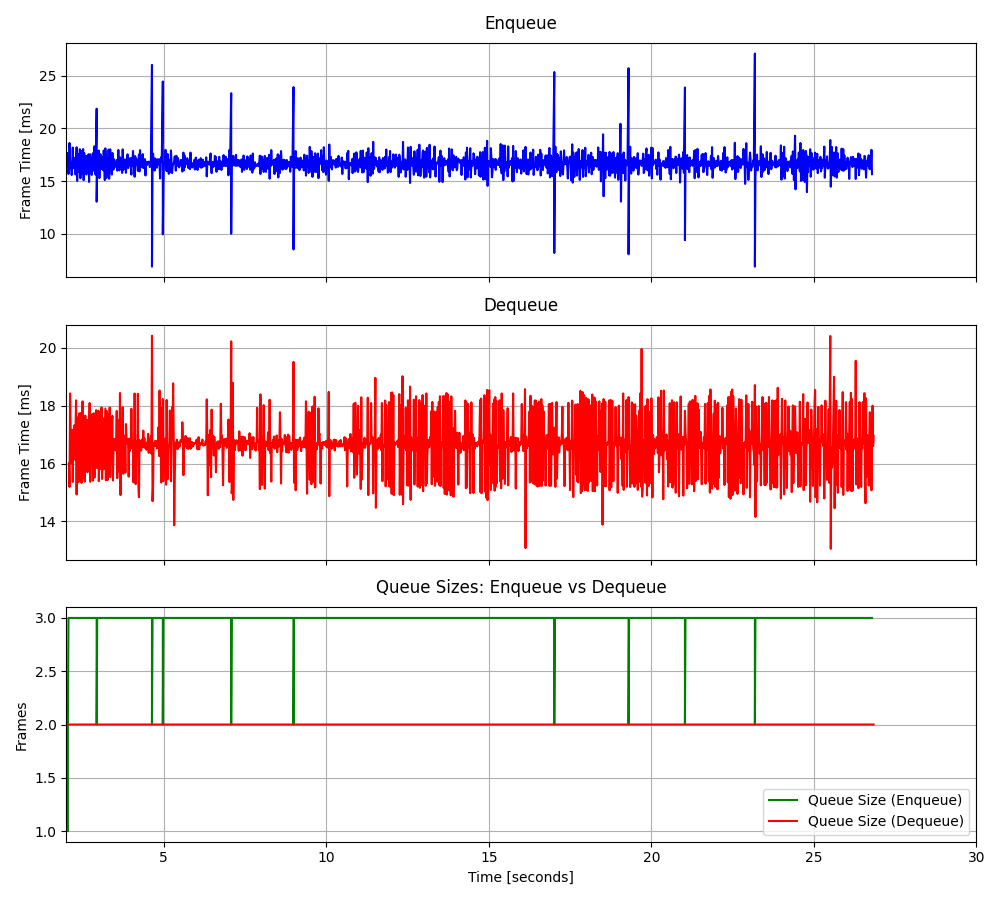 Enqueue
25
20
15
10
Frame Time [ms]
Dequeue
20
18
16
14
Frame Time [ms]
Queue Sizes: Enqueue vs Dequeue
3.0
2.5
2.0
1.5
1.0
Frames
Queue Size (Enqueue)
Queue Size (Dequeue)
5 10 15 20 25 30
Time [seconds]